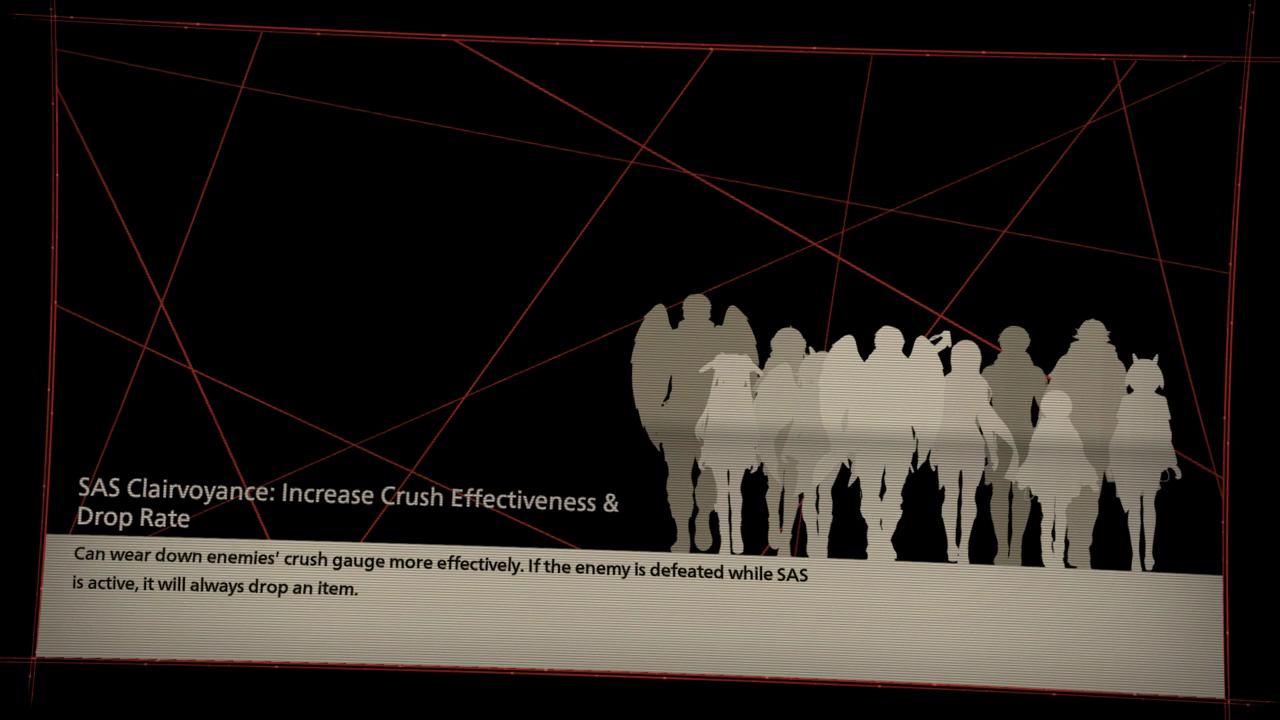 SAS Clairvoyance: Increase Crush Effectiveness &
Drop Rate
Can wear down enemies' crush gauge more effectively. If the enemy is defeated while SAS
is active, it will always drop an item.